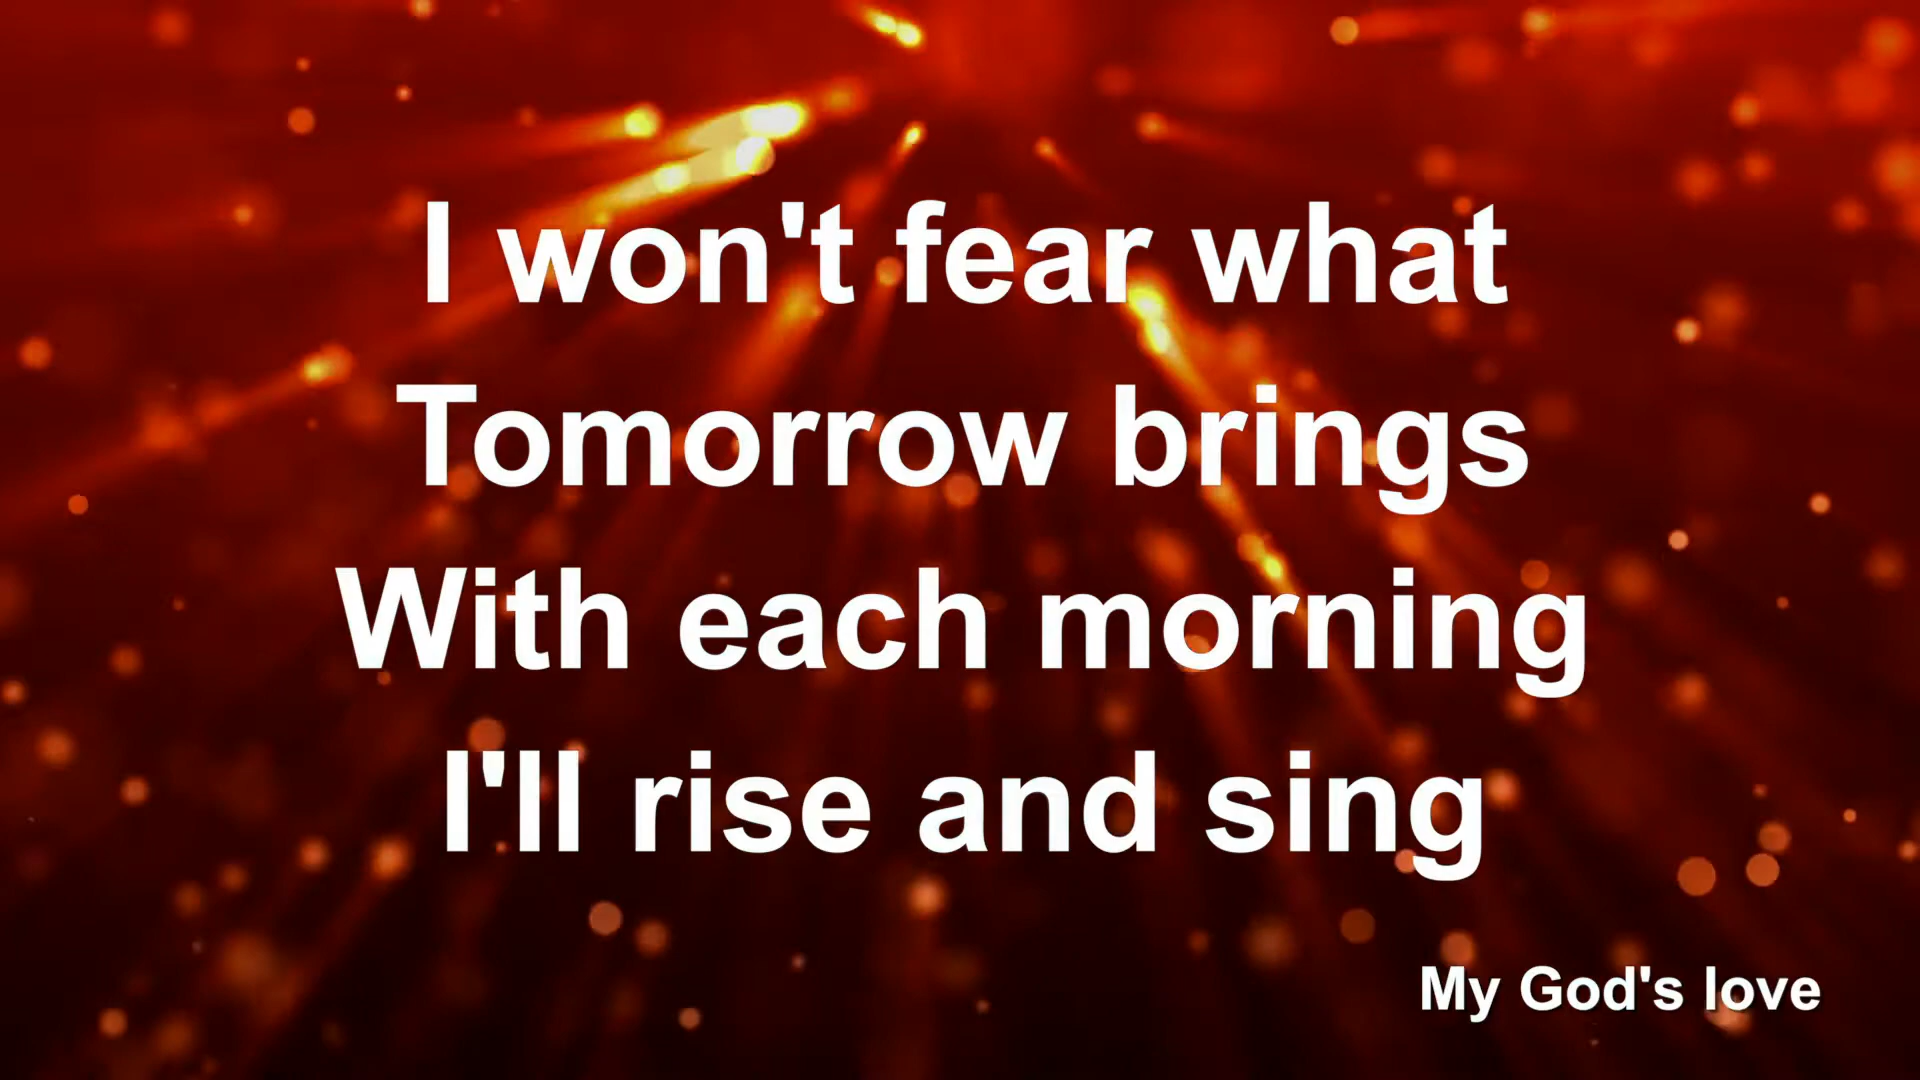 I won't fear what
Tomorrow brings
With each morning
I'll rise and sing
My God's love